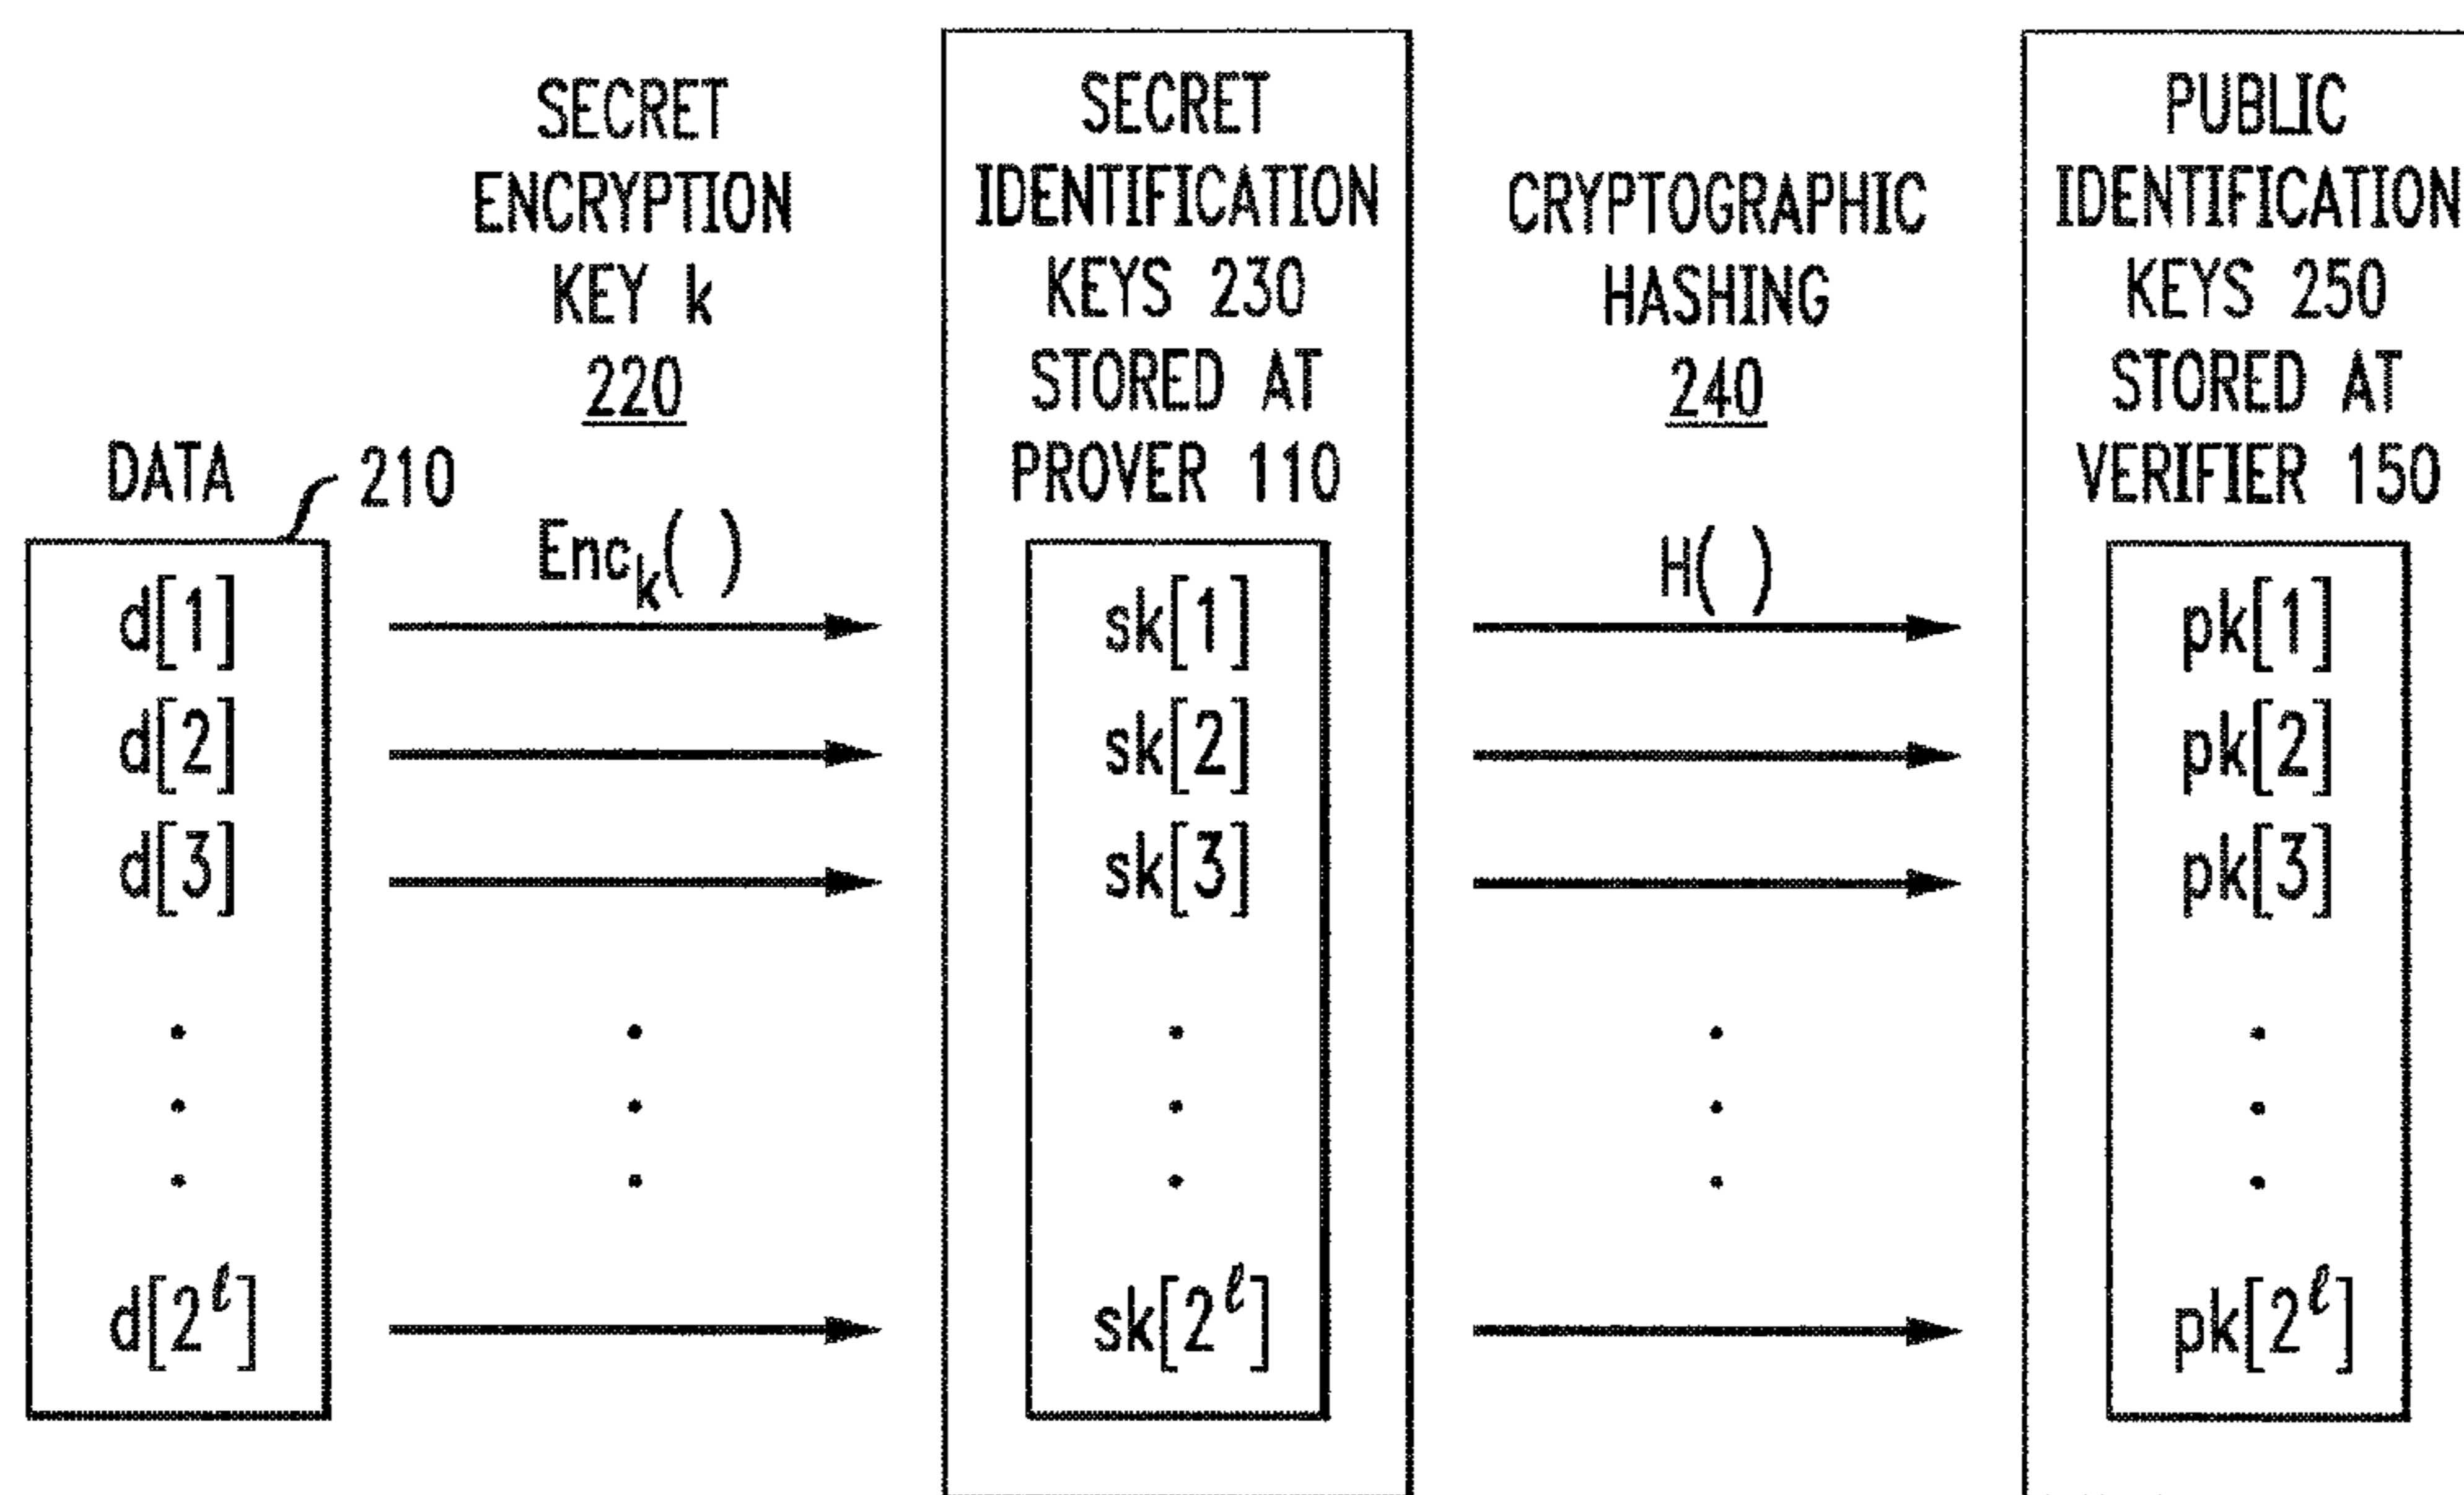 SECRET
ENCRYPTION
KEY k
220
SECRET
IDENTIFICATION
KEYS 230
STORED AT
PROVER 110
CRYPTOGRAPHIC
HASHING
240
PUBLIC
IDENTIFICATION
KEYS 250
STORED AT
VERIFIER 150
DATA
210
Encₖ( )
H( )
d[1]
d[2]
d[3]
d[2^ℓ]
sk[1]
sk[2]
sk[3]
sk[2^ℓ]
pk[1]
pk[2]
pk[3]
pk[2^ℓ]